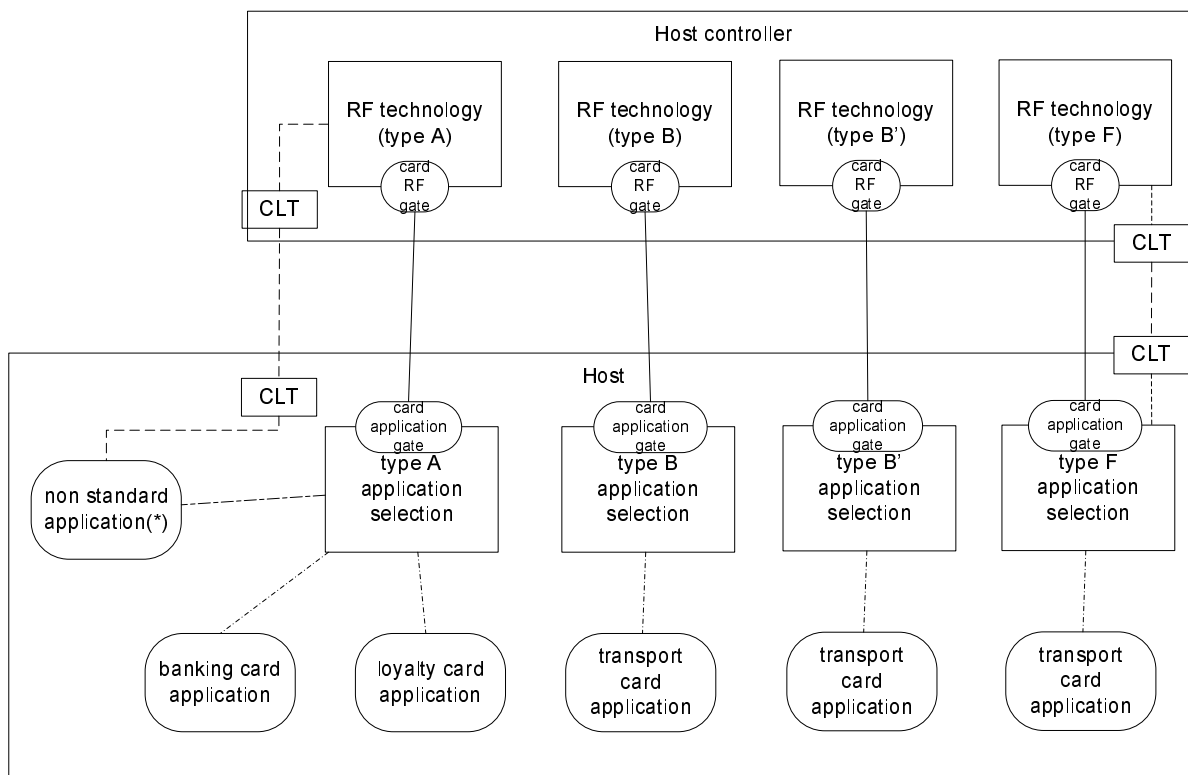 Host controller
RF technology
(type A)
RF technology
(type B)
RF technology
(type B’)
RF technology
(type F)
card
RF
gate
card
RF
gate
card
RF
gate
card
RF
gate
CLT
CLT
CLT
Host
CLT
card
application
gate
card
application
gate
card
application
gate
card
application
gate
type A
application
selection
type B
application
selection
type B’
application
selection
type F
application
selection
non standard
application(*)
banking card
application
loyalty card
application
transport
card
application
transport
card
application
transport
card
application